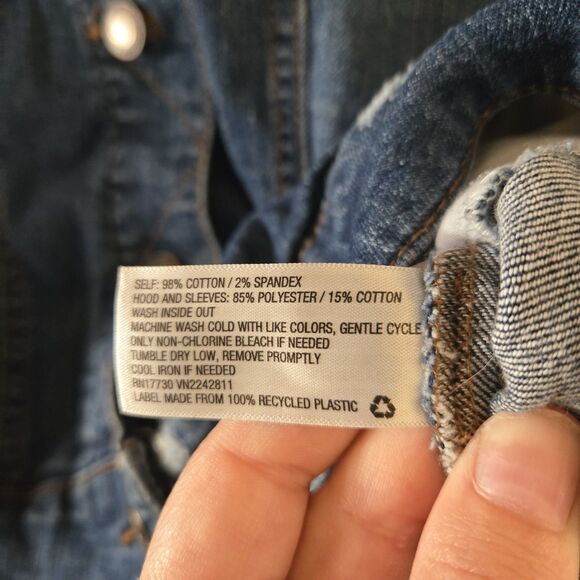 SELF: 98% COTTON / 2% SPANDEX
HOOD AND SLEEVES: 85% POLYESTER / 15% COTTON
WASH INSIDE OUT
MACHINE WASH COLD WITH LIKE COLORS, GENTLE CYCLE
ONLY NON-CHLORINE BLEACH IF NEEDED
TUMBLE DRY LOW, REMOVE PROMPTLY
COOL IRON IF NEEDED
RN17730 VN2242811
LABEL MADE FROM 100% RECYCLED PLASTIC